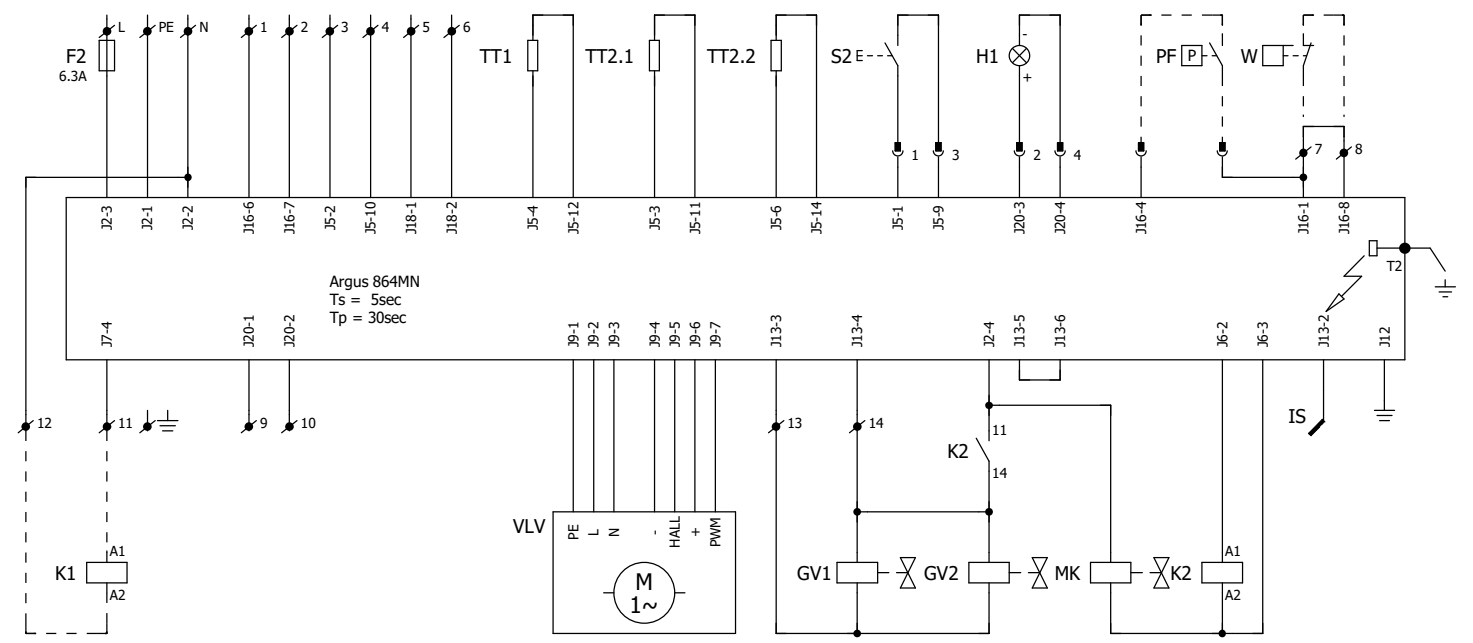 L PE N 1 2 3 4 5 6
F2
6.3A
TT1 TT2.1 TT2.2 S2 E H1 - + PF P W
1 3 2 4 7 8
J2-3 J2-1 J2-2 J16-6 J16-7 J5-2 J5-10 J18-1 J18-2 J5-4 J5-12 J5-3 J5-11 J5-6 J5-14 J5-1 J5-9 J20-3 J20-4 J16-4 J16-1 J16-8
T2
Argus 864MN
Ts = 5sec
Tp = 30sec
J7-4 J20-1 J20-2 J9-1 J9-2 J9-3 J9-4 J9-5 J9-6 J9-7 J13-3 J13-4 J2-4 J13-5 J13-6 J6-2 J6-3 J13-2 J12
12 11 9 10 13 14 11 IS
K2
14
VLV PE L N - HALL + PWM
K1 A1 M GV1 GV2 MK K2 A1
A2 1~ A2